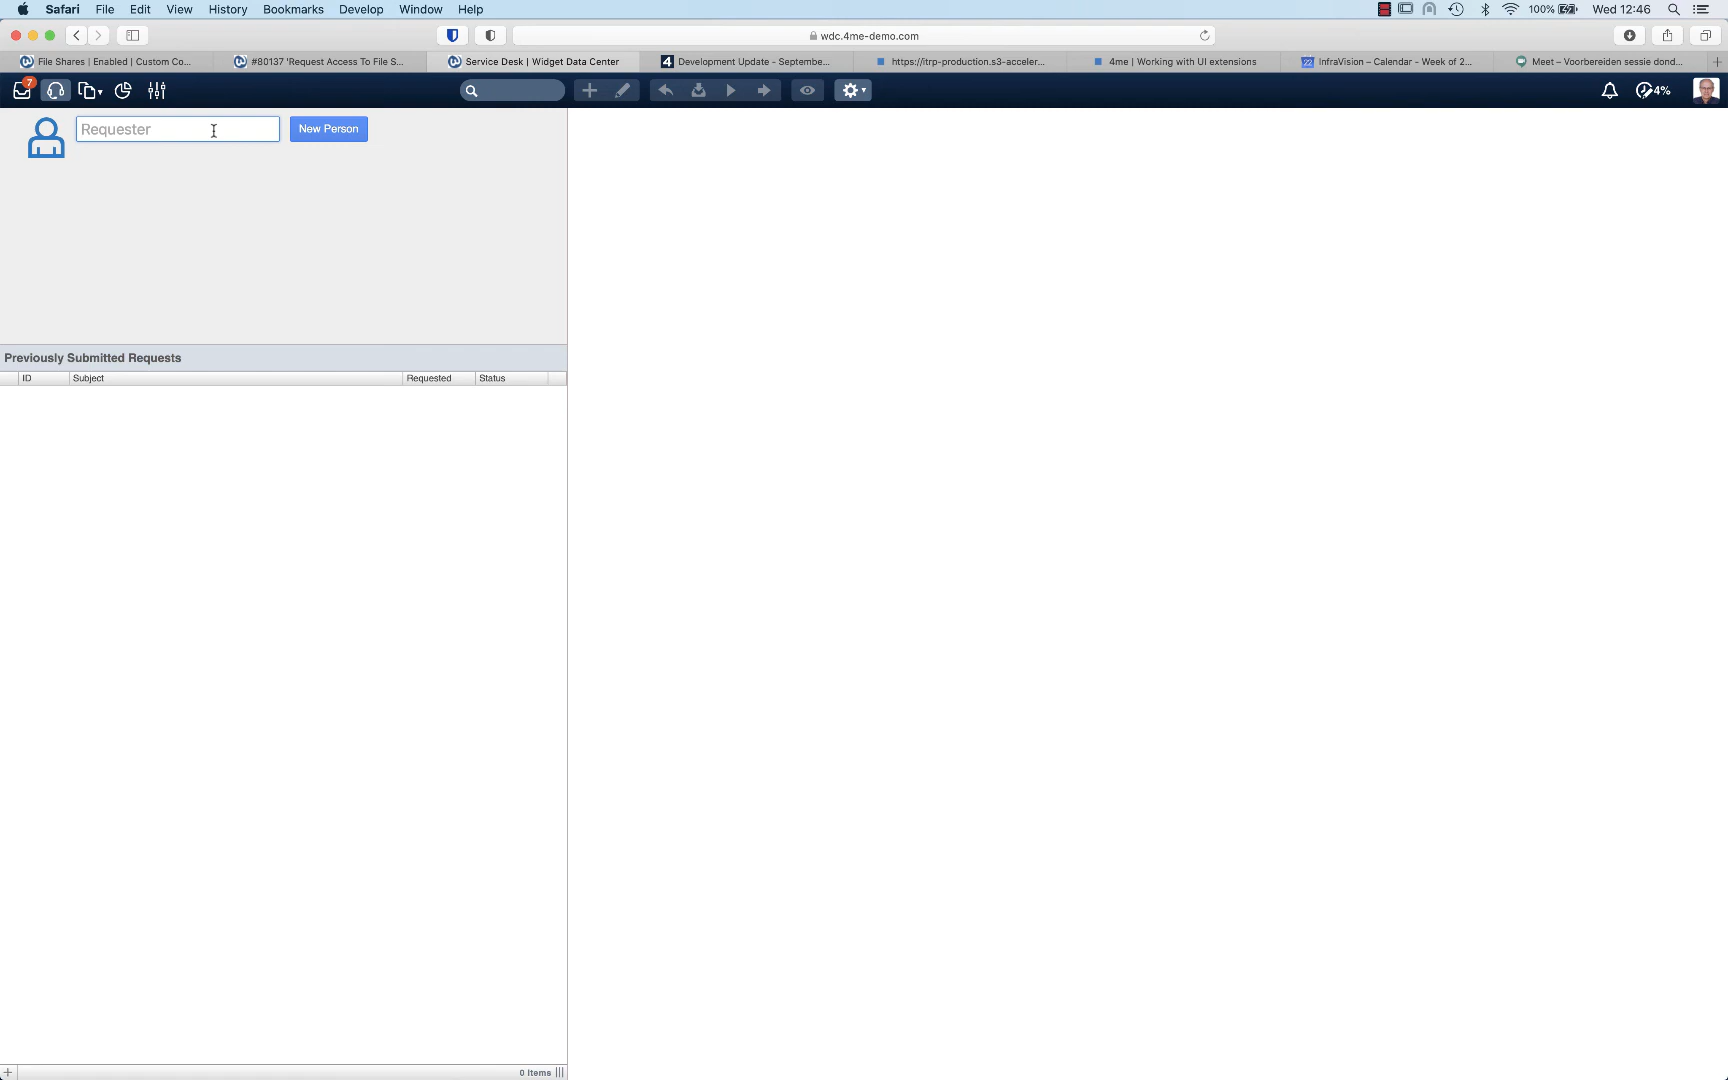 Safari File Edit View History Bookmarks Develop Window Help 100% Wed 12:46
wdc.4me-demo.com
File Shares | Enabled | Custom Co... #80137 'Request Access To File S... Service Desk | Widget Data Center 4 Development Update - Septembe... https://itrp-production.s3-acceler... 4me | Working with UI extensions 22 InfraVision – Calendar - Week of 2... Meet – Voorbereiden sessie dond...
7 4%
Requester New Person
Previously Submitted Requests
ID Subject Requested Status
0 items